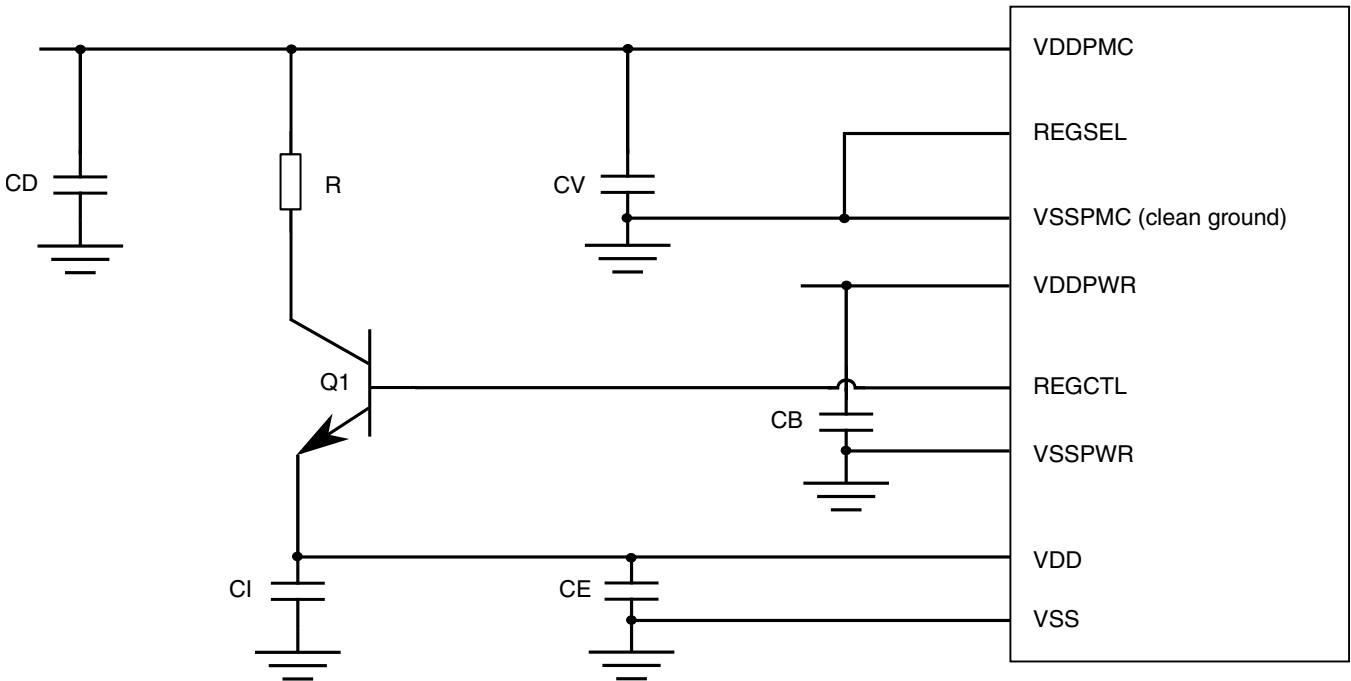 VDDPMC
REGSEL
CD
R
CV
VSSPMC (clean ground)
VDDPWR
Q1
REGCTL
CB
VSSPWR
VDD
CI
CE
VSS